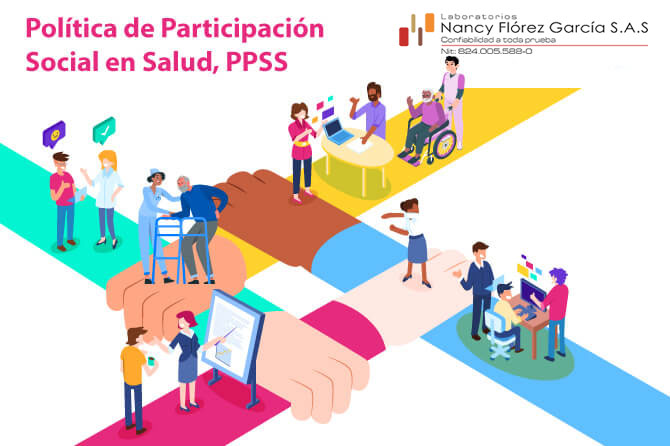 Política de Participación
Social en Salud, PPSS
Laboratorios
Nancy Flórez García S.A.S
Confiabilidad a toda prueba
Nit: 824.005.588-0